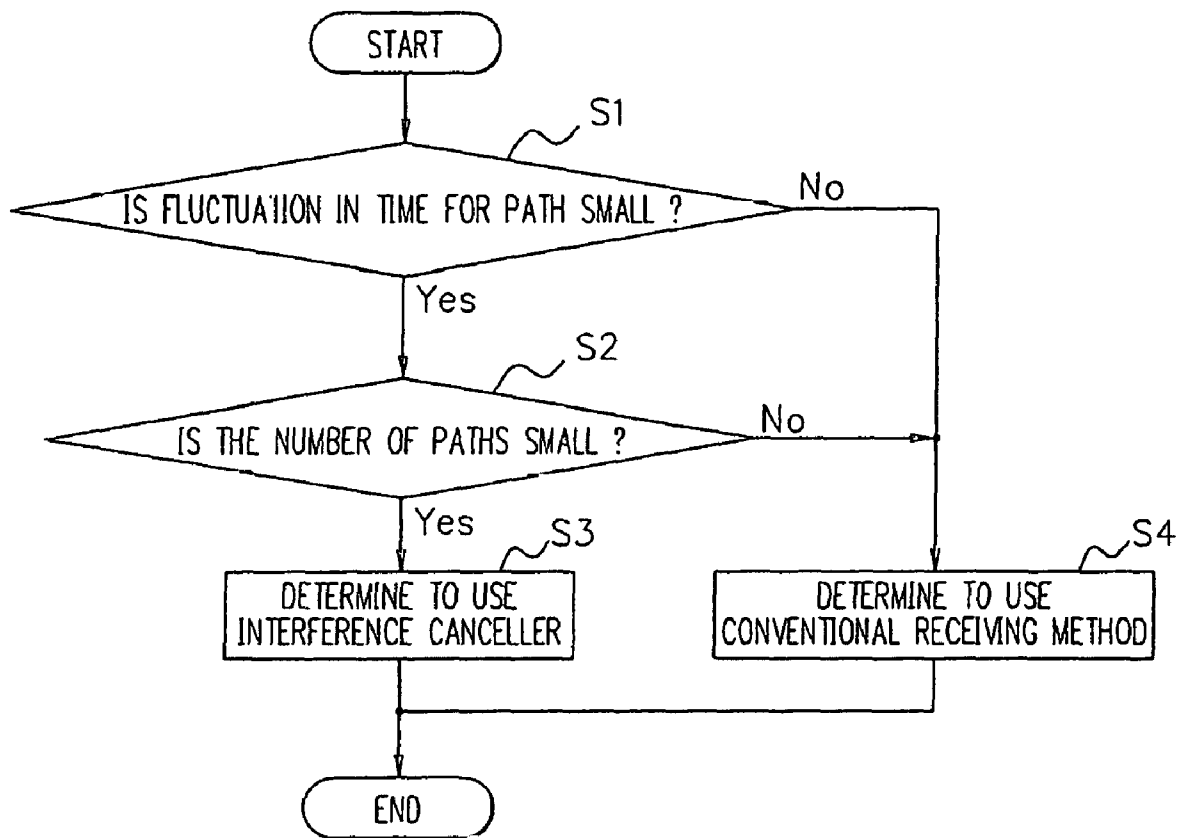 START
S1
IS FLUCTUATION IN TIME FOR PATH SMALL ?
No
Yes
S2
IS THE NUMBER OF PATHS SMALL ?
No
Yes
S3
DETERMINE TO USE
INTERFERENCE CANCELLER
S4
DETERMINE TO USE
CONVENTIONAL RECEIVING METHOD
END